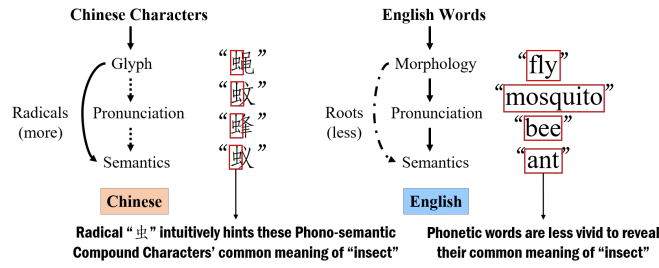 Chinese Characters
Glyph
Radicals
(more)
Pronunciation
Semantics
Chinese
“蝇”
“蚊”
“蜂”
“蚁”
Radical “虫” intuitively hints these Phono-semantic
Compound Characters’ common meaning of “insect”
English Words
Morphology
Roots
(less)
Pronunciation
Semantics
English
“fly”
“mosquito”
“bee”
“ant”
Phonetic words are less vivid to reveal
their common meaning of “insect”